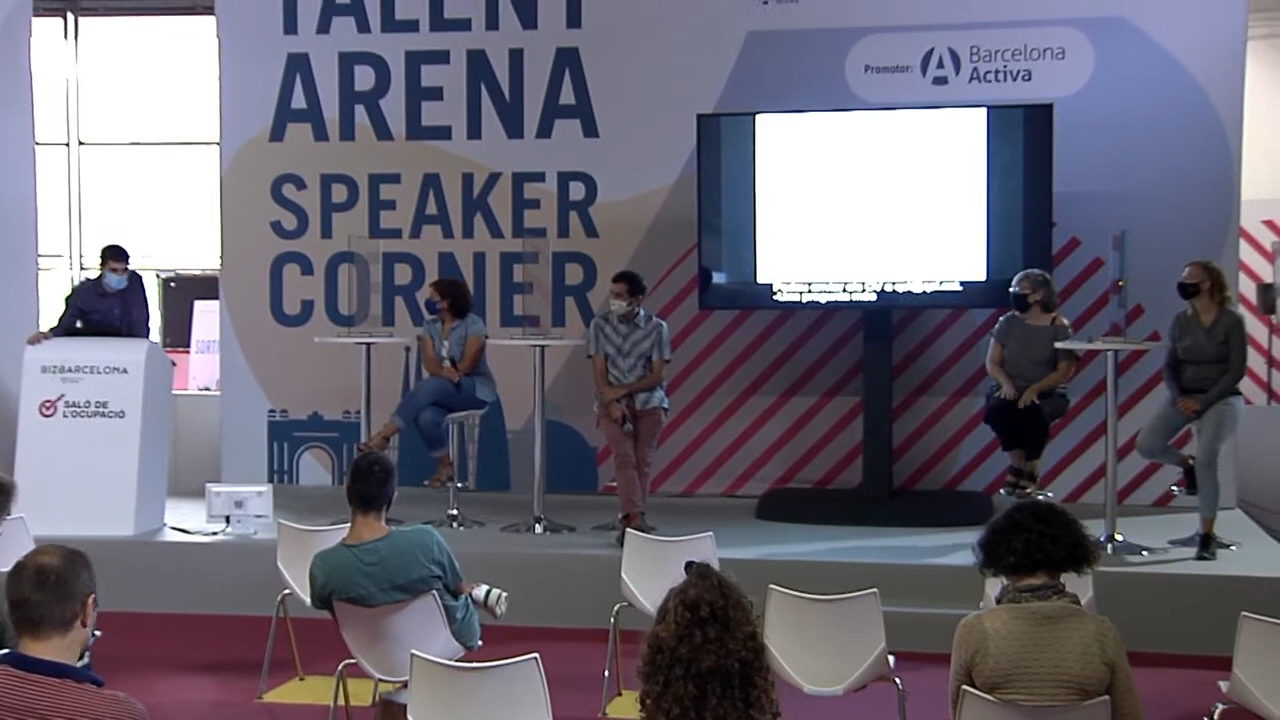 TALENT
ARENA
SPEAKER
CORNER
Promotor:
Barcelona
Activa
BIZBARCELONA
SALÓ DE
L'OCUPACIÓ